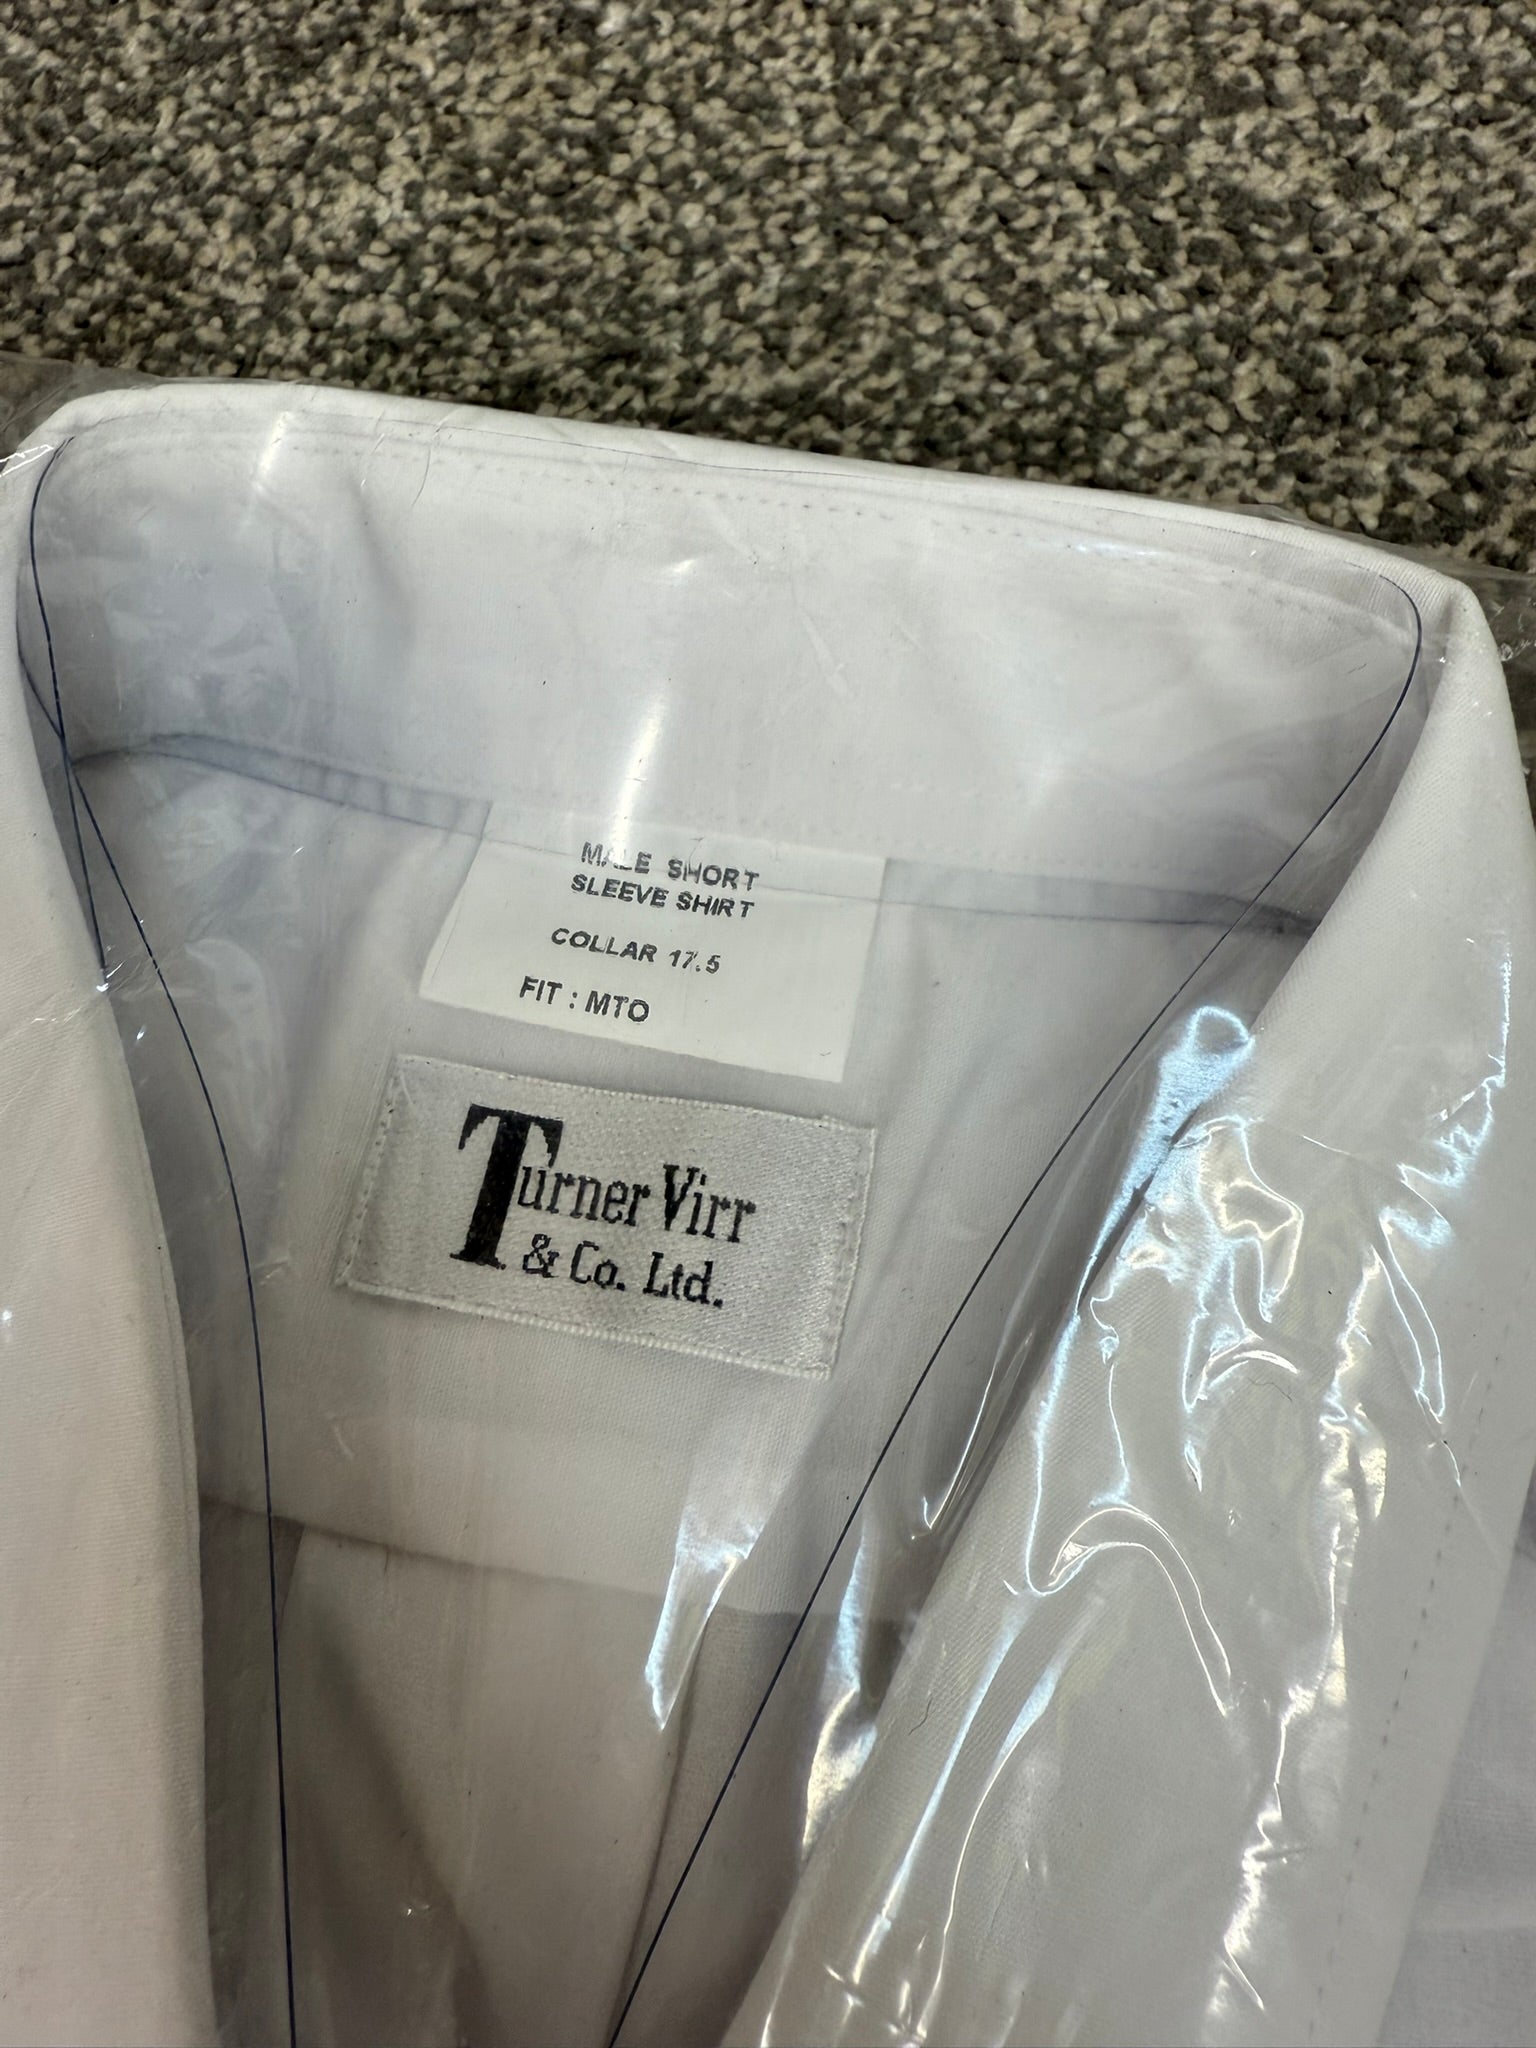 MALE SHORT
SLEEVE SHIRT
COLLAR 17.5
FIT : MTO
Turner Virr
& Co. Ltd.